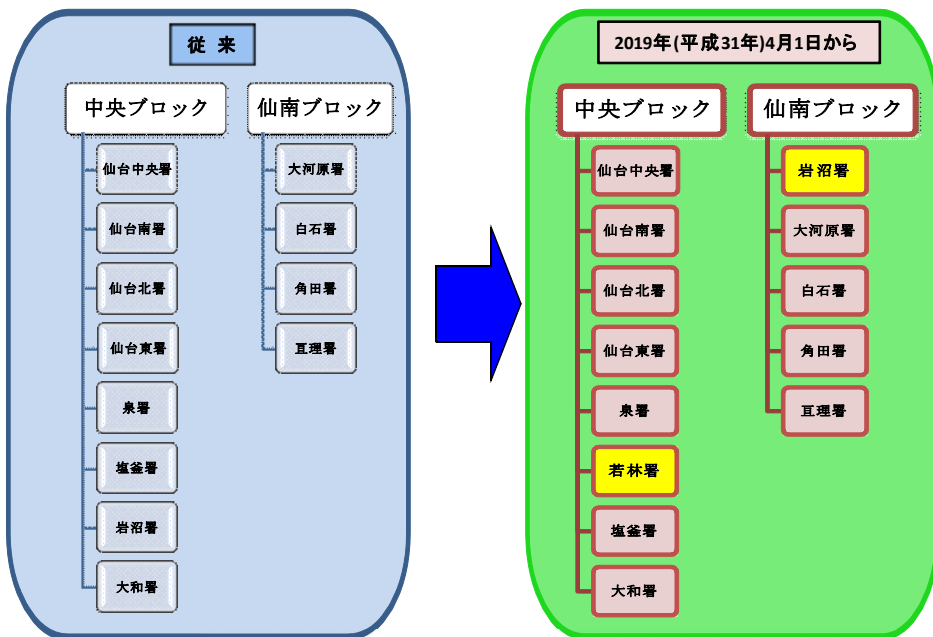 従 来
中央ブロック
仙台中央署
仙台南署
仙台北署
仙台東署
泉署
塩釜署
岩沼署
大和署
仙南ブロック
大河原署
白石署
角田署
亘理署
2019年(平成31年)4月1日から
中央ブロック
仙台中央署
仙台南署
仙台北署
仙台東署
泉署
若林署
塩釜署
大和署
仙南ブロック
岩沼署
大河原署
白石署
角田署
亘理署